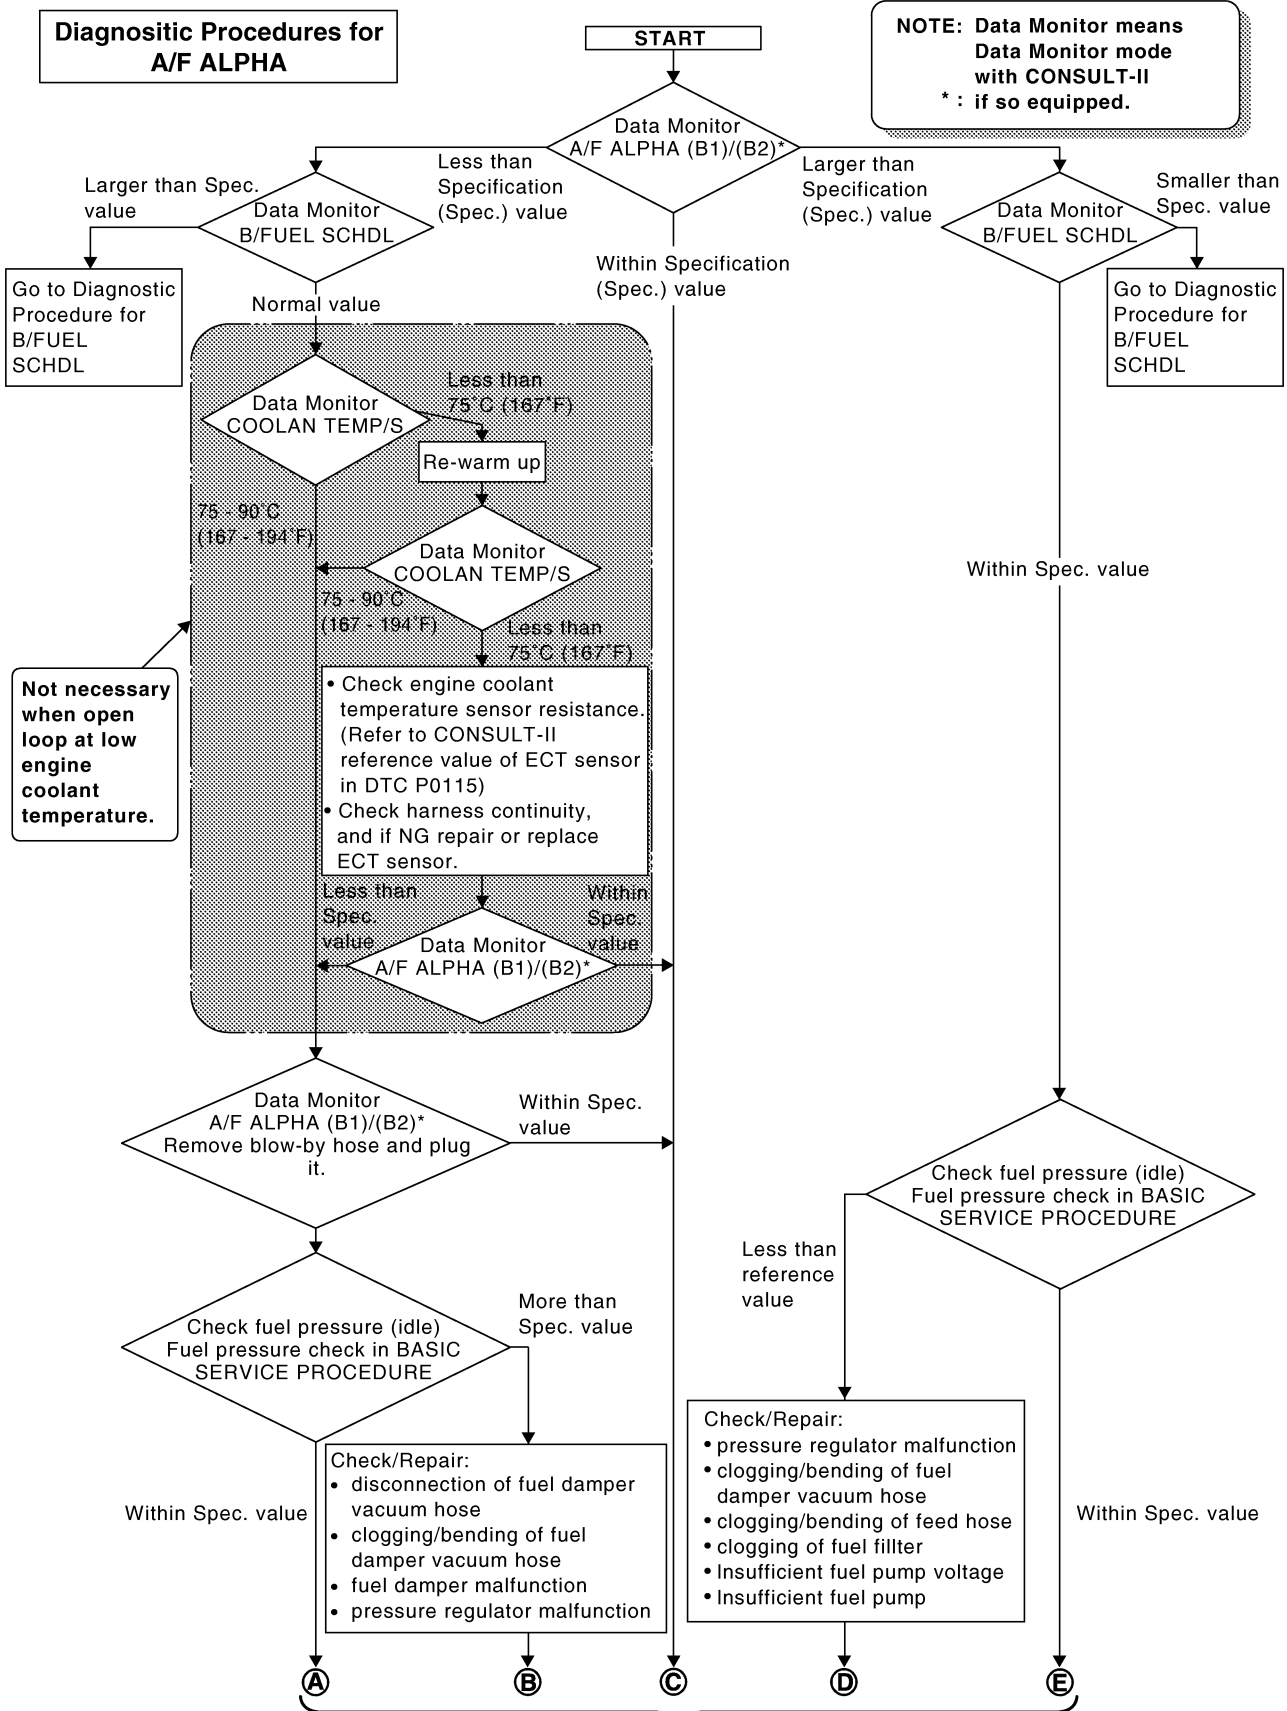 Diagnositic Procedures for
A/F ALPHA
START
NOTE: Data Monitor means
Data Monitor mode
with CONSULT-II
* : if so equipped.
Data Monitor
A/F ALPHA (B1)/(B2)*
Less than
Specification
(Spec.) value
Larger than
Specification
(Spec.) value
Within Specification
(Spec.) value
Larger than Spec.
value
Data Monitor
B/FUEL SCHDL
Data Monitor
B/FUEL SCHDL
Smaller than
Spec. value
Go to Diagnostic
Procedure for
B/FUEL
SCHDL
Normal value
Go to Diagnostic
Procedure for
B/FUEL
SCHDL
Data Monitor
COOLAN TEMP/S
Less than
75˚C (167˚F)
Re-warm up
75 - 90˚C
(167 - 194˚F)
Data Monitor
COOLAN TEMP/S
75 - 90˚C
(167 - 194˚F)
Less than
75˚C (167˚F)
Within Spec. value
Not necessary
when open
loop at low
engine
coolant
temperature.
• Check engine coolant
temperature sensor resistance.
(Refer to CONSULT-II
reference value of ECT sensor
in DTC P0115)
• Check harness continuity,
and if NG repair or replace
ECT sensor.
Less than
Spec.
value
Within
Spec.
value
Data Monitor
A/F ALPHA (B1)/(B2)*
Data Monitor
A/F ALPHA (B1)/(B2)*
Remove blow-by hose and plug
it.
Within Spec.
value
Check fuel pressure (idle)
Fuel pressure check in BASIC
SERVICE PROCEDURE
Less than
reference
value
Check fuel pressure (idle)
Fuel pressure check in BASIC
SERVICE PROCEDURE
More than
Spec. value
Within Spec. value
Check/Repair:
• disconnection of fuel damper
vacuum hose
• clogging/bending of fuel
damper vacuum hose
• fuel damper malfunction
• pressure regulator malfunction
Check/Repair:
• pressure regulator malfunction
• clogging/bending of fuel
damper vacuum hose
• clogging/bending of feed hose
• clogging of fuel fillter
• Insufficient fuel pump voltage
• Insufficient fuel pump
Within Spec. value
A B C D E